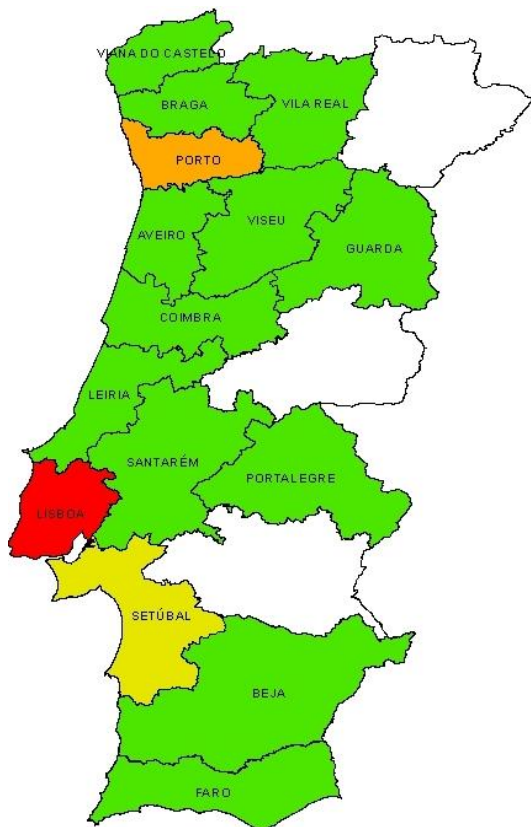 VIANA DO CASTELO
BRAGA
VILA REAL
PORTO
AVEIRO
VISEU
GUARDA
COIMBRA
LEIRIA
SANTARÉM
PORTALEGRE
LISBOA
SETÚBAL
BEJA
FARO